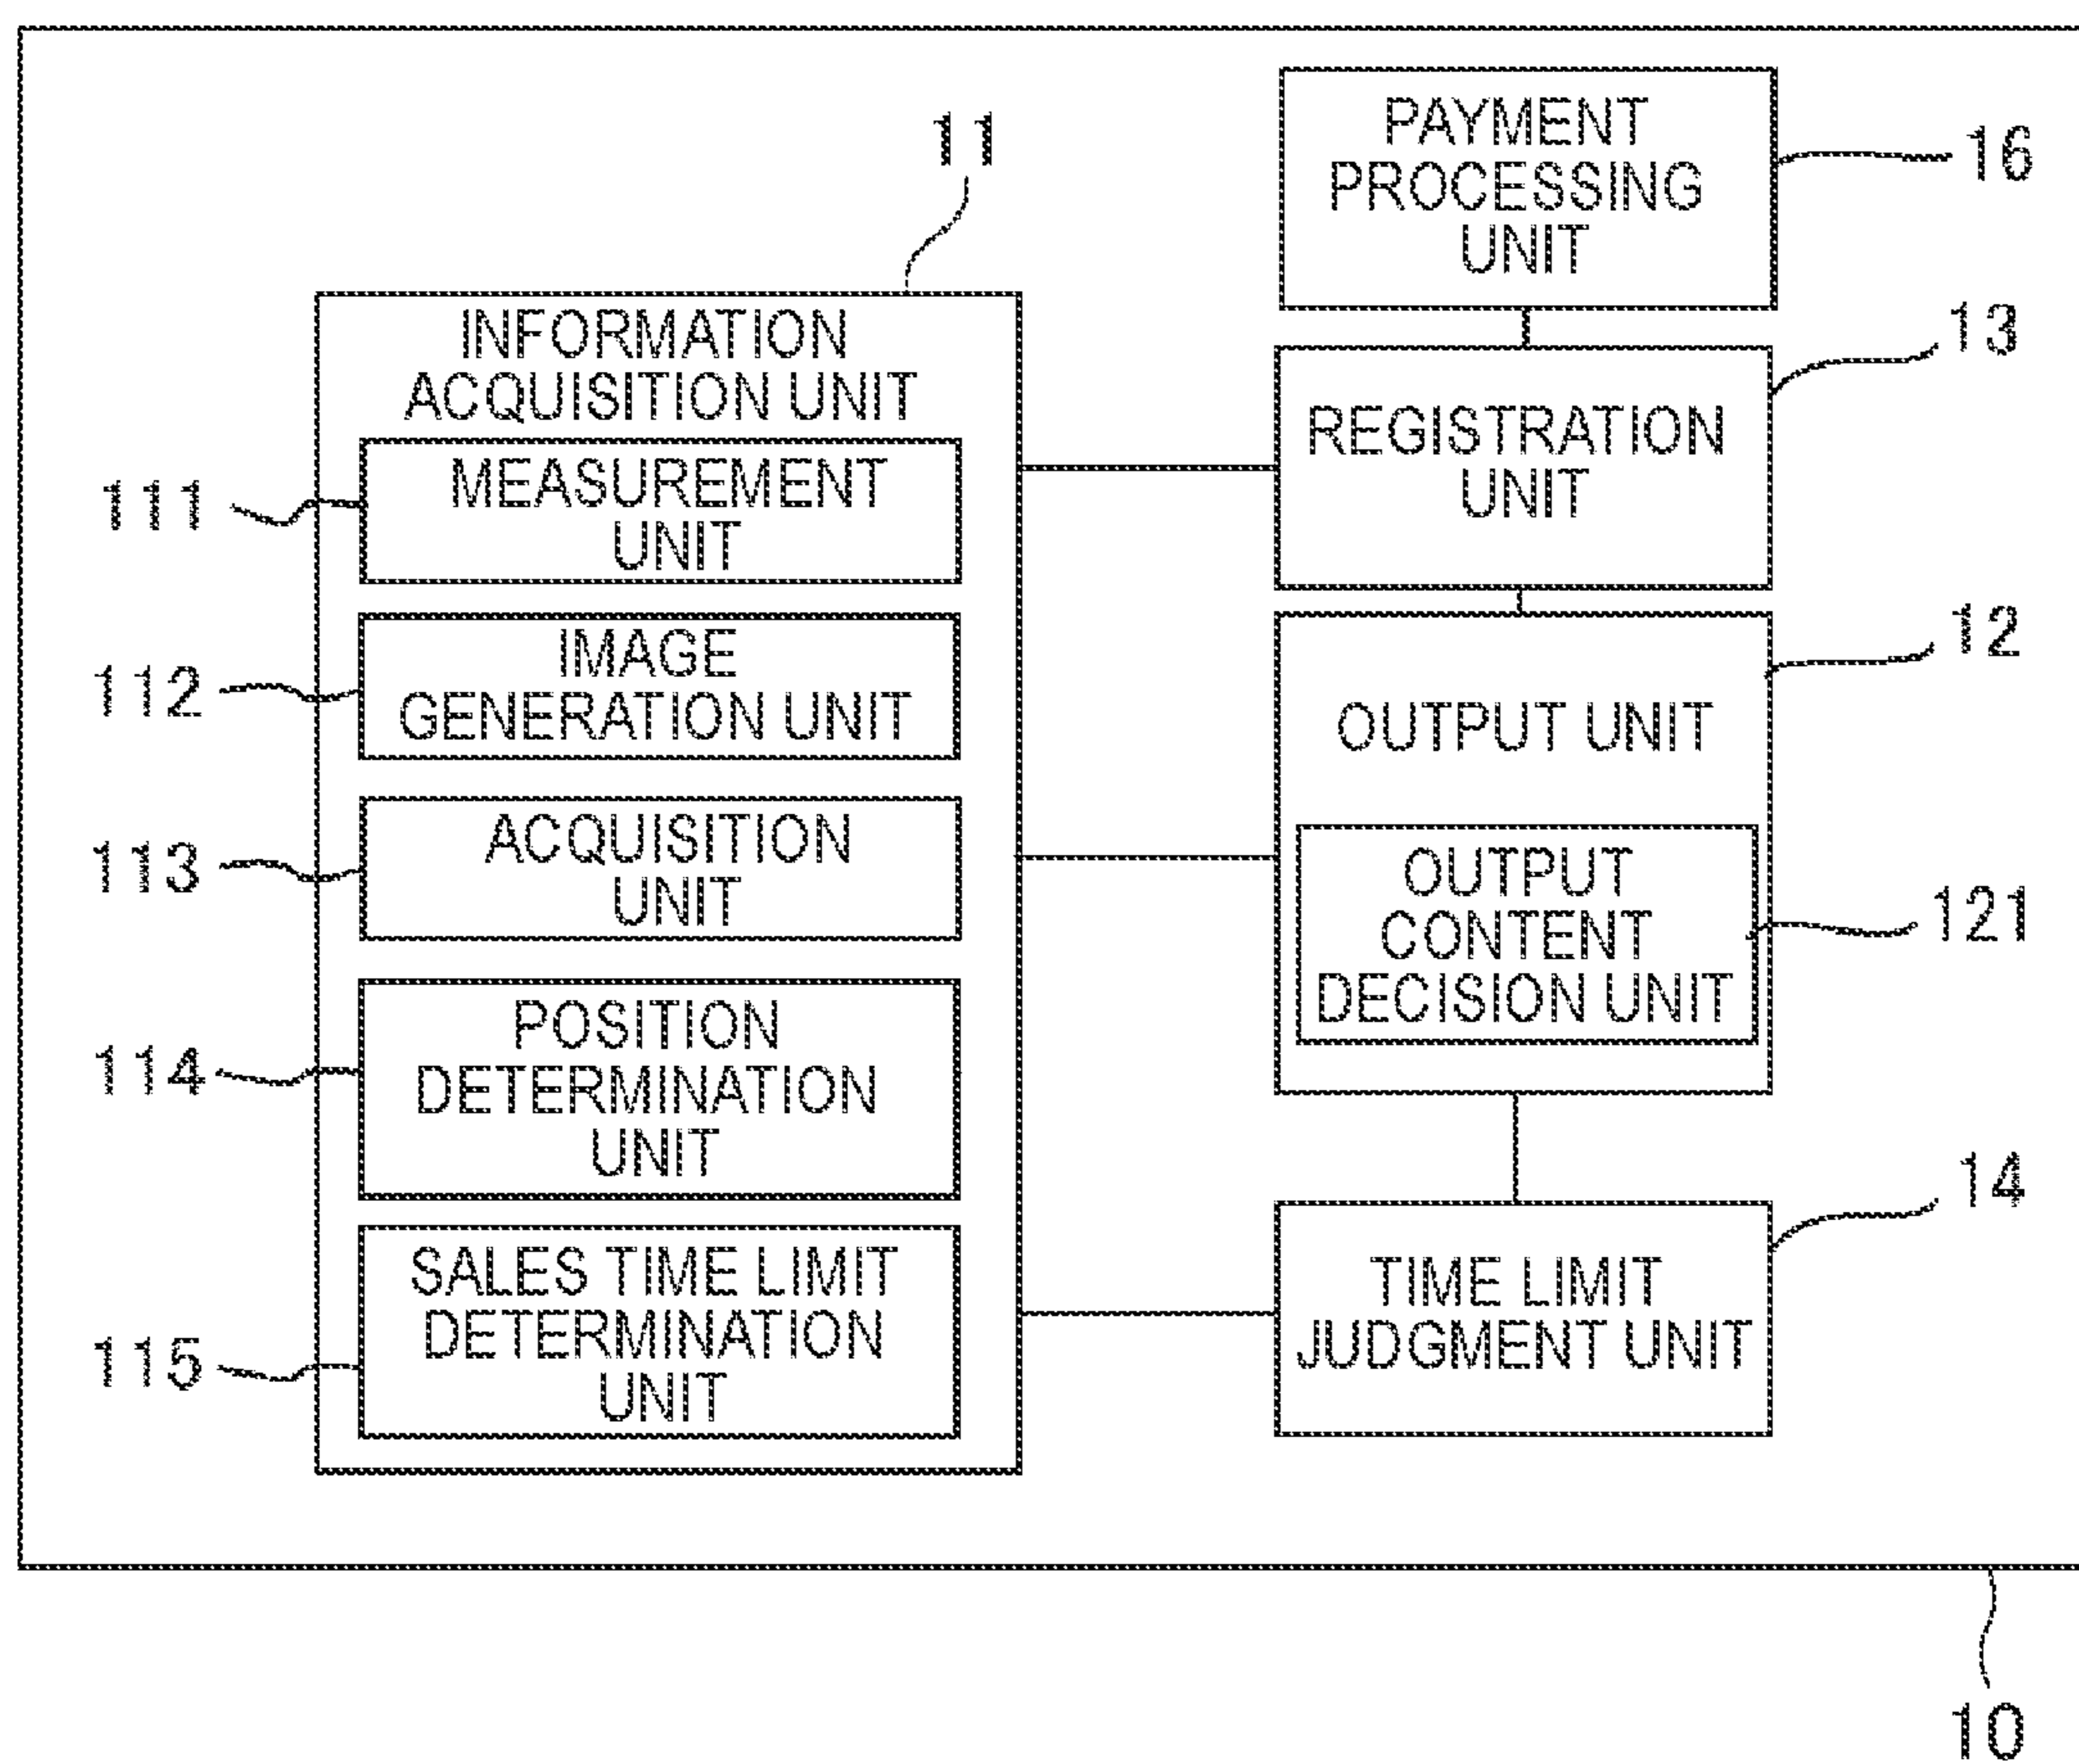 11
INFORMATION
ACQUISITION UNIT
111
MEASUREMENT
UNIT
112
IMAGE
GENERATION UNIT
113
ACQUISITION
UNIT
114
POSITION
DETERMINATION
UNIT
115
SALES TIME LIMIT
DETERMINATION
UNIT
PAYMENT
PROCESSING
UNIT
16
REGISTRATION
UNIT
13
OUTPUT UNIT
12
OUTPUT
CONTENT
DECISION UNIT
121
TIME LIMIT
JUDGMENT UNIT
14
10